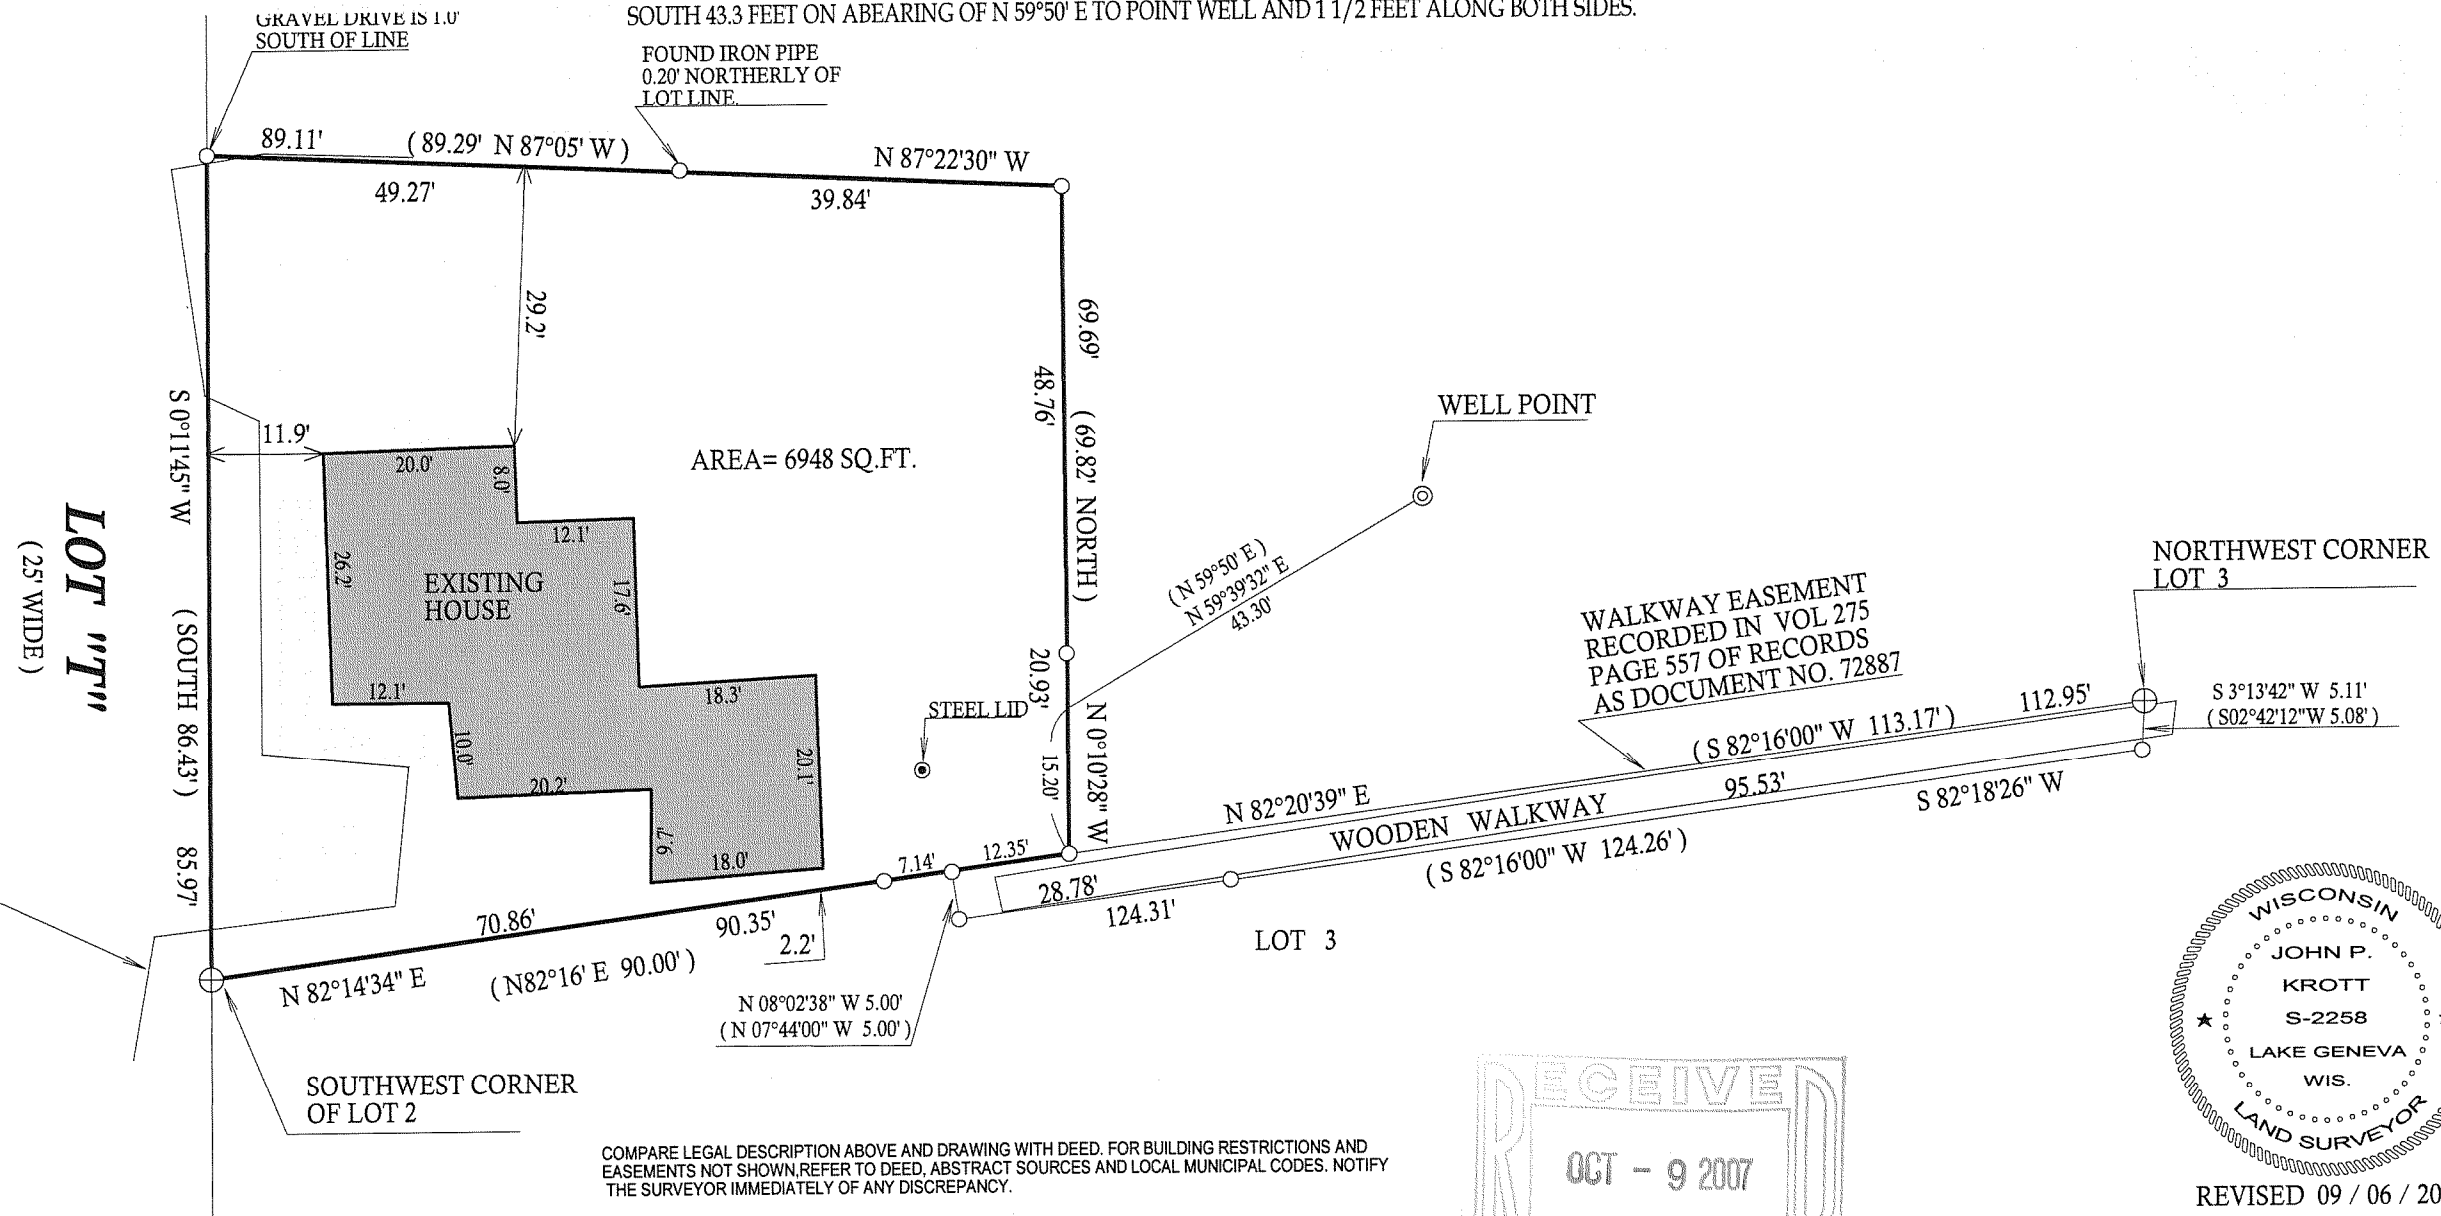 SOUTH 43.3 FEET ON ABEARING OF N 59°50' E TO POINT WELL AND 1 1/2 FEET ALONG BOTH SIDES.
GRAVEL DRIVE IS 1.0'
SOUTH OF LINE
FOUND IRON PIPE
0.20' NORTHERLY OF
LOT LINE.
89.11'
( 89.29' N 87°05' W )
N 87°22'30" W
49.27'
39.84'
29.2'
69.69'
48.76'
( 69.82' NORTH )
S 0°11'45" W
11.9'
20.0'
8.0'
AREA= 6948 SQ.FT.
WELL POINT
12.1'
26.2'
EXISTING
HOUSE
17.6'
LOT "T"
( 25' WIDE )
( N 59°50' E )
N 59°39'32" E
43.30'
NORTHWEST CORNER
LOT 3
WALKWAY EASEMENT
RECORDED IN VOL 275
PAGE 557 OF RECORDS
AS DOCUMENT NO. 72887
( SOUTH 86.43' )
12.1'
18.3'
20.93'
STEEL LID
N 0°10'28" W
112.95'
S 3°13'42" W 5.11'
( S02°42'12"W 5.08' )
( S 82°16'00" W 113.17' )
10.0'
20.1'
15.20'
20.2'
N 82°20'39" E
95.53'
S 82°18'26" W
WOODEN WALKWAY
( S 82°16'00" W 124.26' )
85.97'
9.7'
18.0'
7.14'
12.35'
28.78'
124.31'
LOT 3
70.86'
90.35'
2.2'
N 82°14'34" E
( N82°16' E 90.00' )
N 08°02'38" W 5.00'
( N 07°44'00" W 5.00' )
SOUTHWEST CORNER
OF LOT 2
WISCONSIN
JOHN P.
KROTT
S-2258
LAKE GENEVA
WIS.
LAND SURVEYOR
RECEIVED
OCT - 9 2007
COMPARE LEGAL DESCRIPTION ABOVE AND DRAWING WITH DEED. FOR BUILDING RESTRICTIONS AND
EASEMENTS NOT SHOWN,REFER TO DEED, ABSTRACT SOURCES AND LOCAL MUNICIPAL CODES. NOTIFY
THE SURVEYOR IMMEDIATELY OF ANY DISCREPANCY.
REVISED 09 / 06 / 20